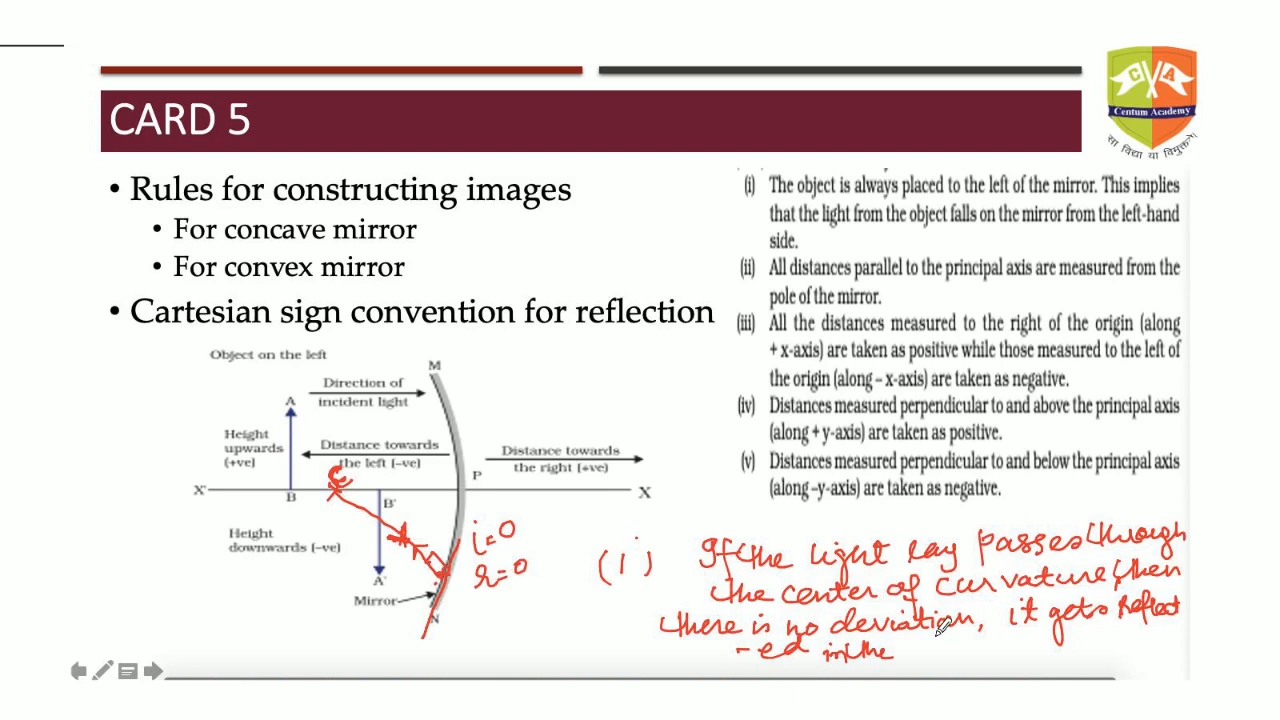 CARD 5
C A
Centum Academy
सा विद्या या विमुक्तये
• Rules for constructing images
• For concave mirror
• For convex mirror
• Cartesian sign convention for reflection
(i) The object is always placed to the left of the mirror. This implies
that the light from the object falls on the mirror from the left-hand
side.
(ii) All distances parallel to the principal axis are measured from the
pole of the mirror.
(iii) All the distances measured to the right of the origin (along
+ x-axis) are taken as positive while those measured to the left of
the origin (along – x-axis) are taken as negative.
(iv) Distances measured perpendicular to and above the principal axis
(along + y-axis) are taken as positive.
(v) Distances measured perpendicular to and below the principal axis
(along –y-axis) are taken as negative.
Object on the left
M
Direction of
incident light
A
Height
upwards
(+ve)
Distance towards
the left (–ve)
Distance towards
the right (+ve)
C
P
X'
B
B'
X
Height
downwards (–ve)
A'
Mirror
N
i=0
r=0
(i) If the light ray passes through
the center of curvature, then
there is no deviation, it gets reflect
-ed in the